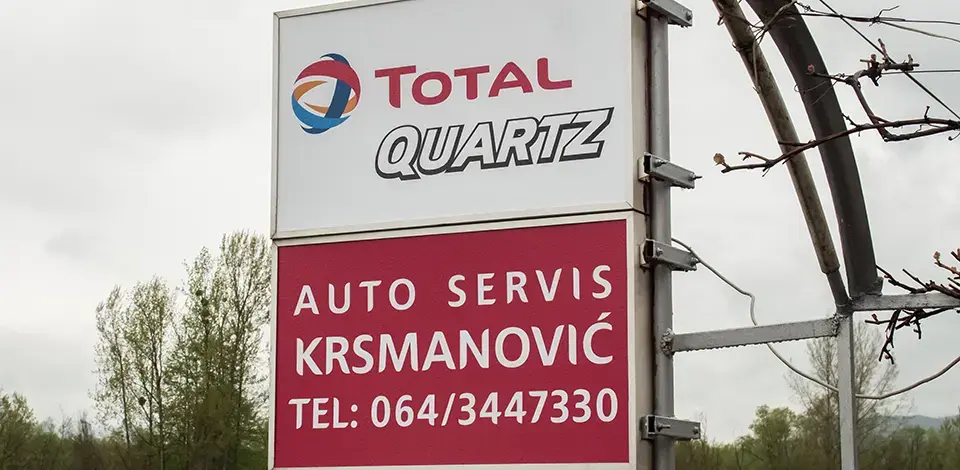 TOTAL
QUARTZ
AUTO SERVIS
KRSMANOVIĆ
TEL: 064/3447330